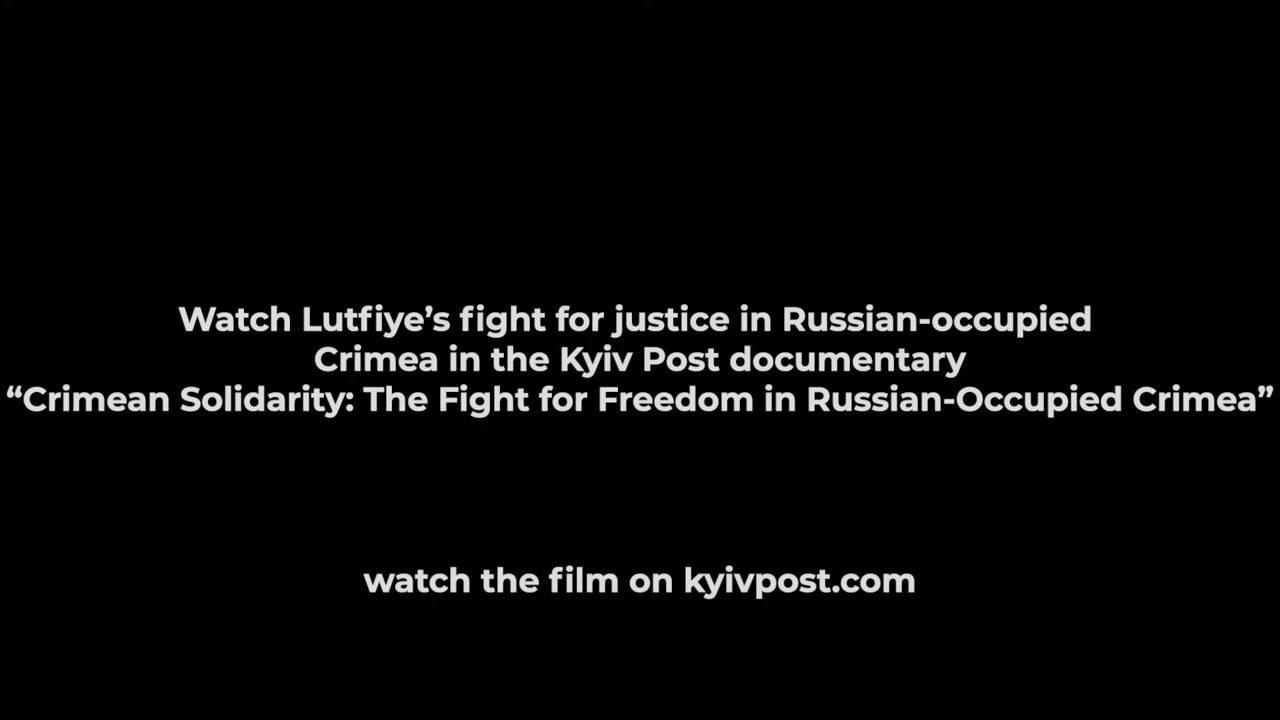 Watch Lutfiye’s fight for justice in Russian-occupied
Crimea in the Kyiv Post documentary
“Crimean Solidarity: The Fight for Freedom in Russian-Occupied Crimea”
watch the film on kyivpost.com